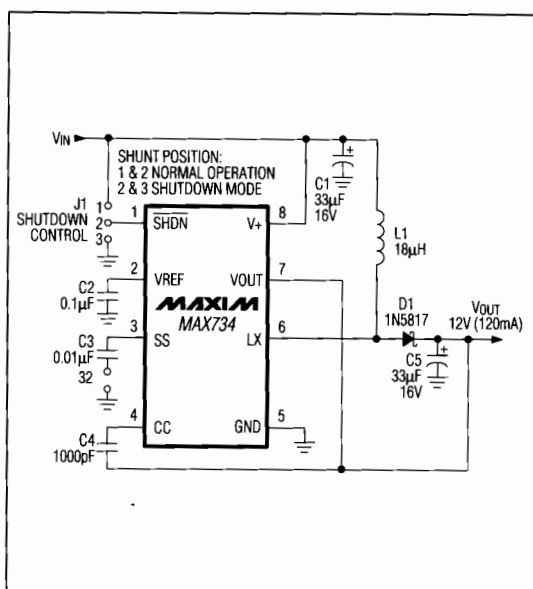 VIN
SHUNT POSITION:
1 & 2 NORMAL OPERATION
2 & 3 SHUTDOWN MODE
J1
SHUTDOWN
CONTROL
1
2
3
1
SHDN
V+
8
C1
33µF
16V
L1
18µH
2
VREF
VOUT
7
C2
0.1µF
MAXIM
MAX734
3
SS
LX
6
C3
0.01µF
32
D1
1N5817
VOUT
12V (120mA)
C5
33µF
16V
4
CC
GND
5
C4
1000pF